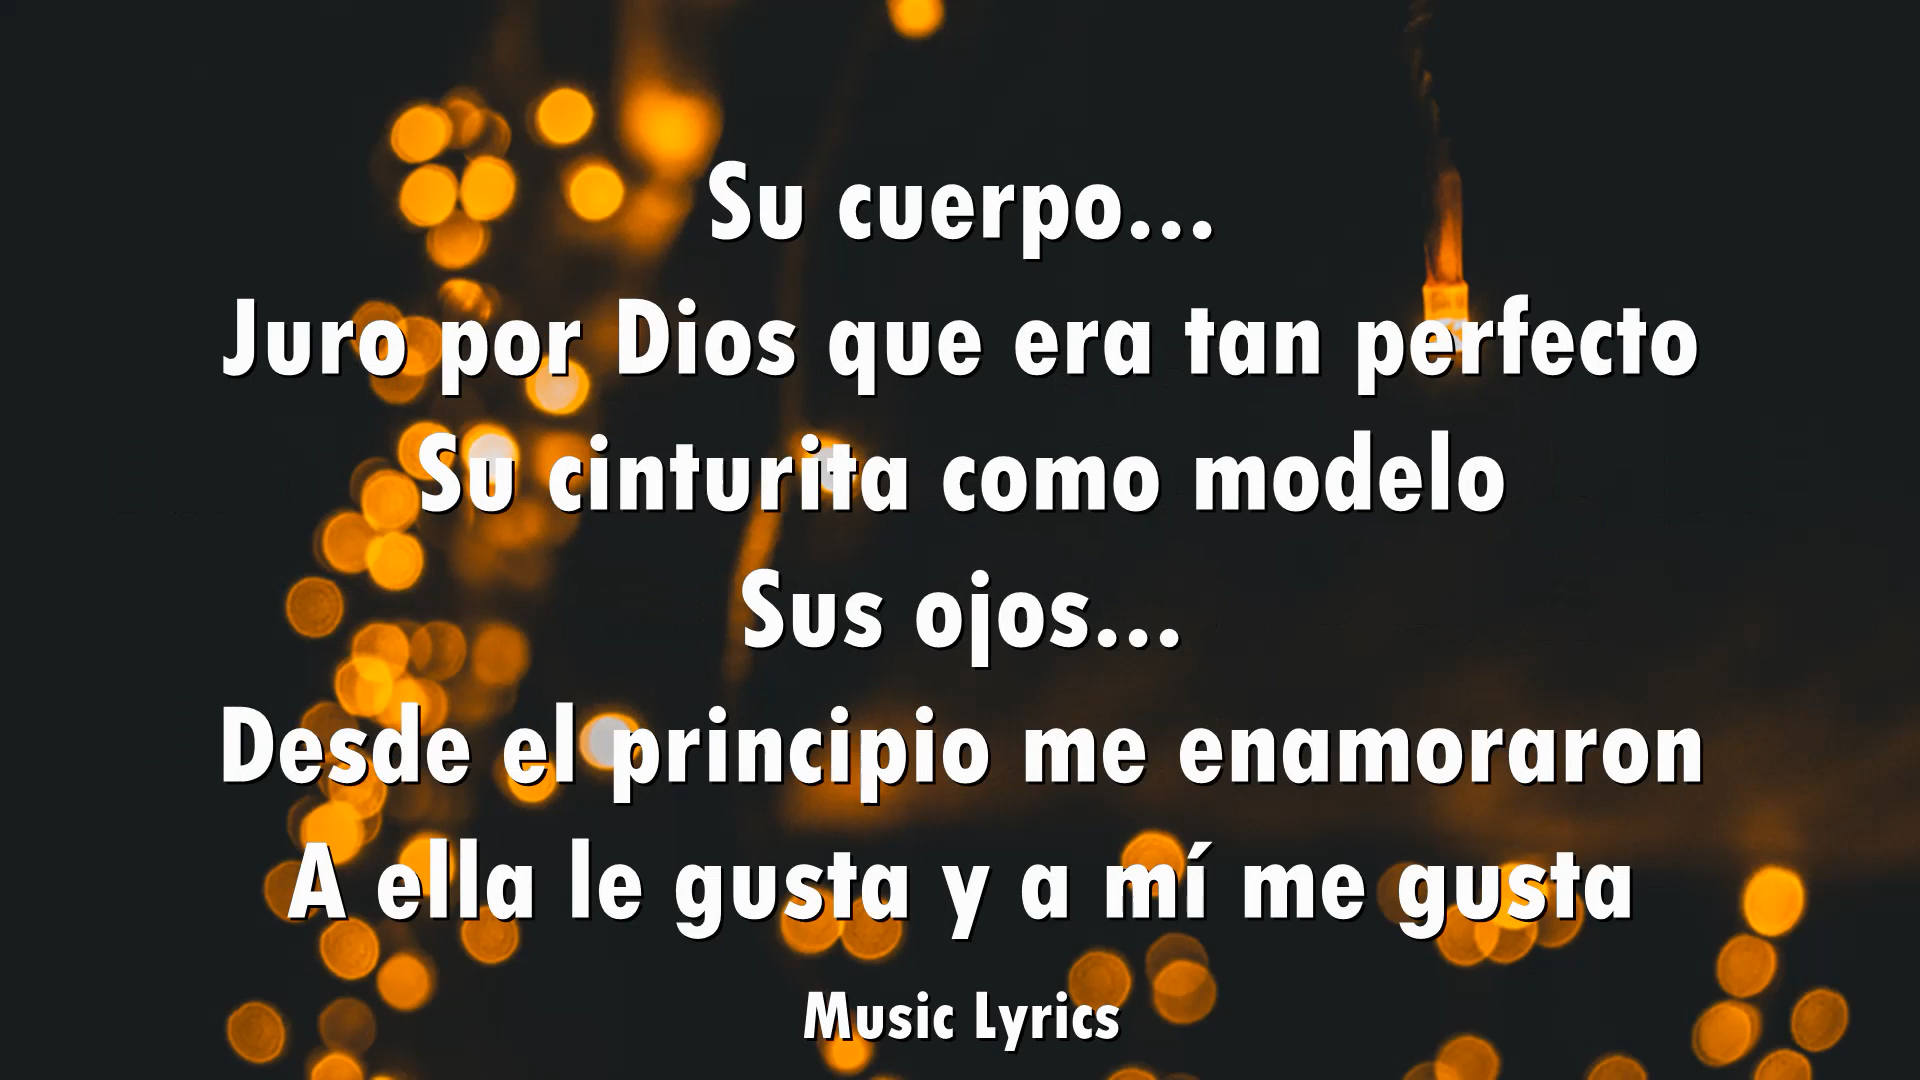 Su cuerpo...
Juro por Dios que era tan perfecto
Su cinturita como modelo
Sus ojos...
Desde el principio me enamoraron
A ella le gusta y a mí me gusta
Music Lyrics